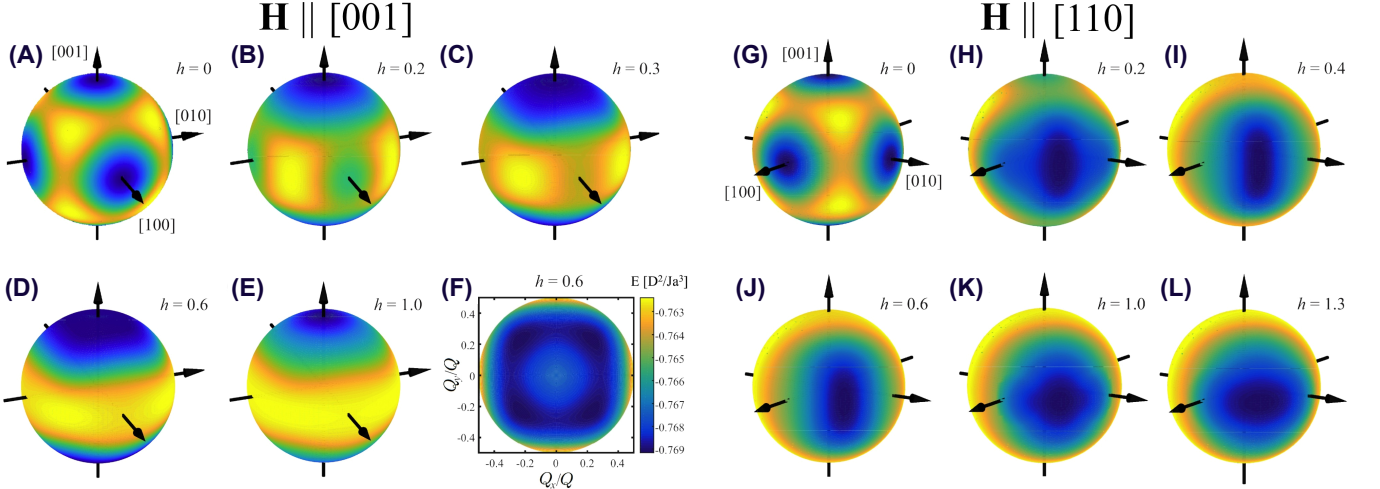 H || [001]
H || [110]
(A)
[001]
h = 0
[010]
[100]
(B)
h = 0.2
(C)
h = 0.3
(G)
[001]
h = 0
[100]
[010]
(H)
h = 0.2
(I)
h = 0.4
(D)
h = 0.6
(E)
h = 1.0
(F)
h = 0.6
E [D²/Ja³]
0.4
0.2
0
-0.2
-0.4
Qy/Q
-0.4
-0.2
0
0.2
0.4
Qx/Q
-0.763
-0.764
-0.765
-0.766
-0.767
-0.768
-0.769
(J)
h = 0.6
(K)
h = 1.0
(L)
h = 1.3